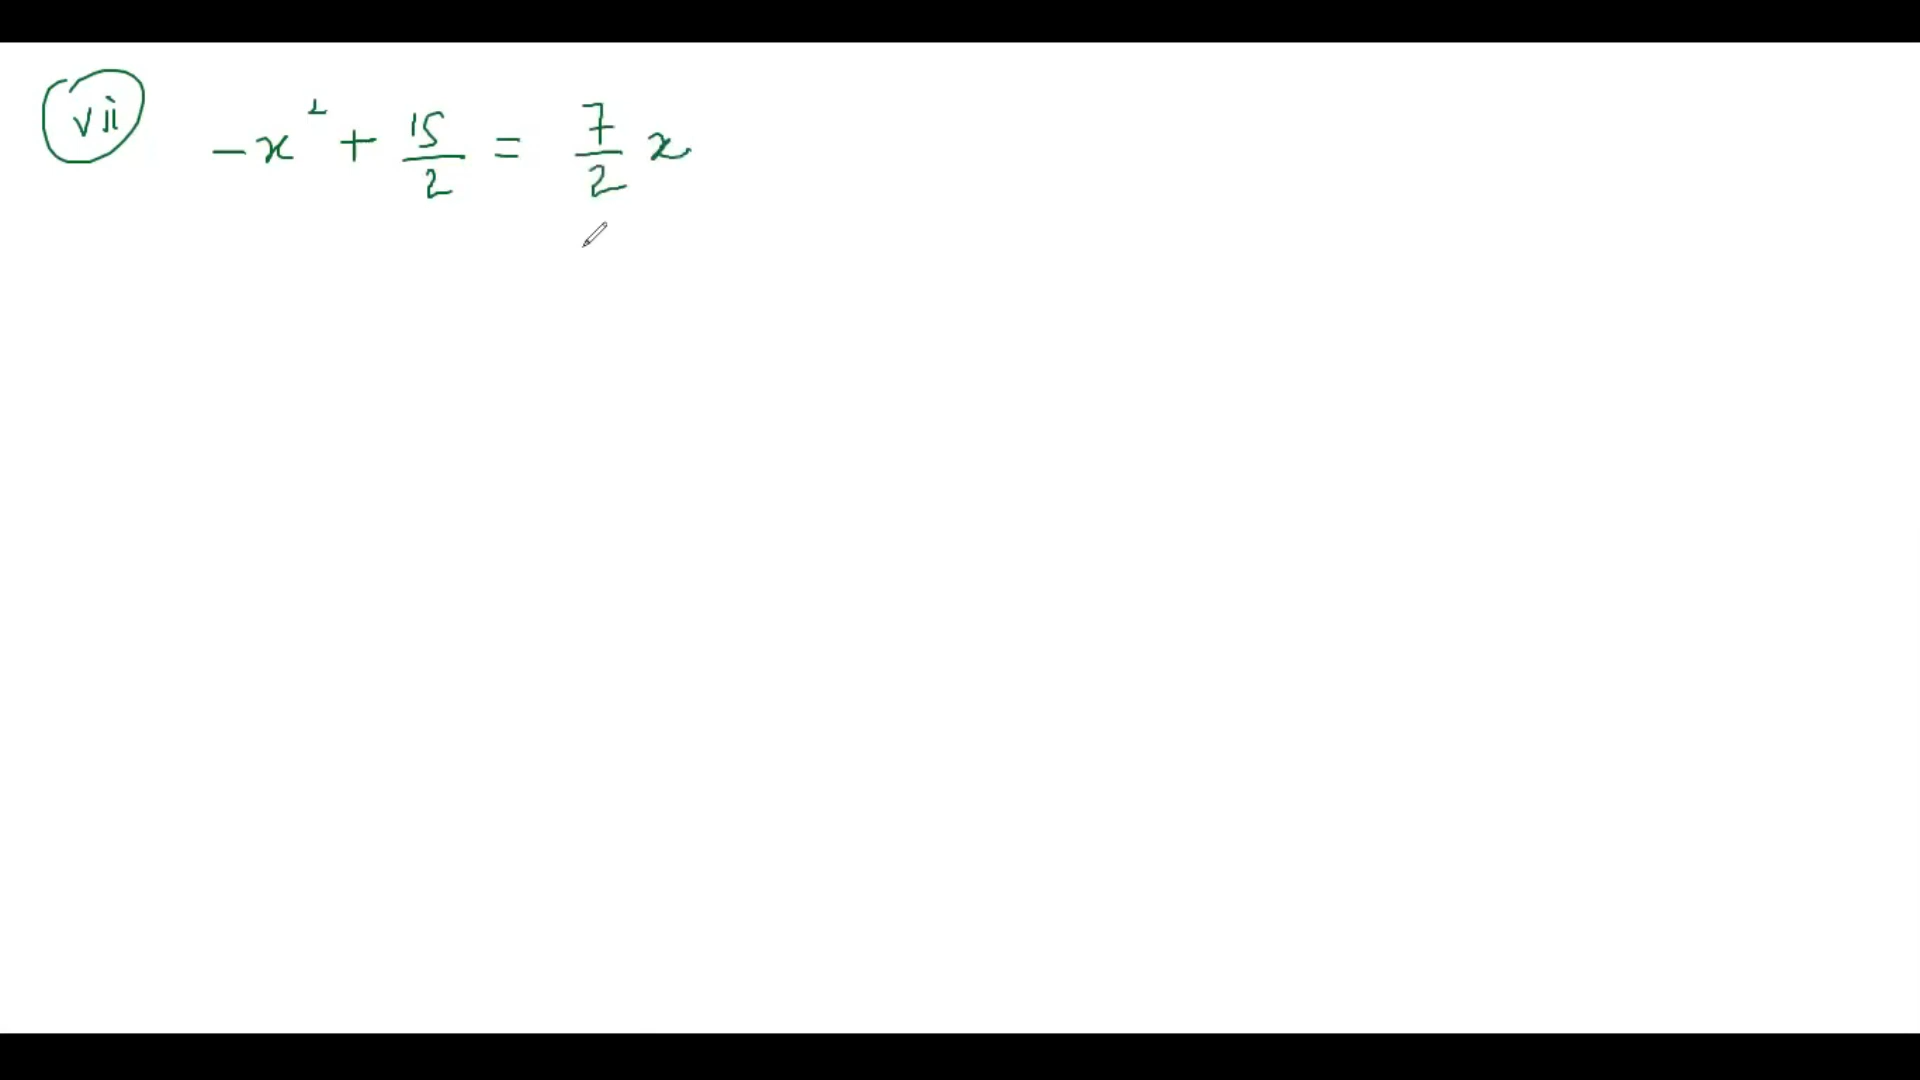 vii -x² + 15/2 = 7/2 x